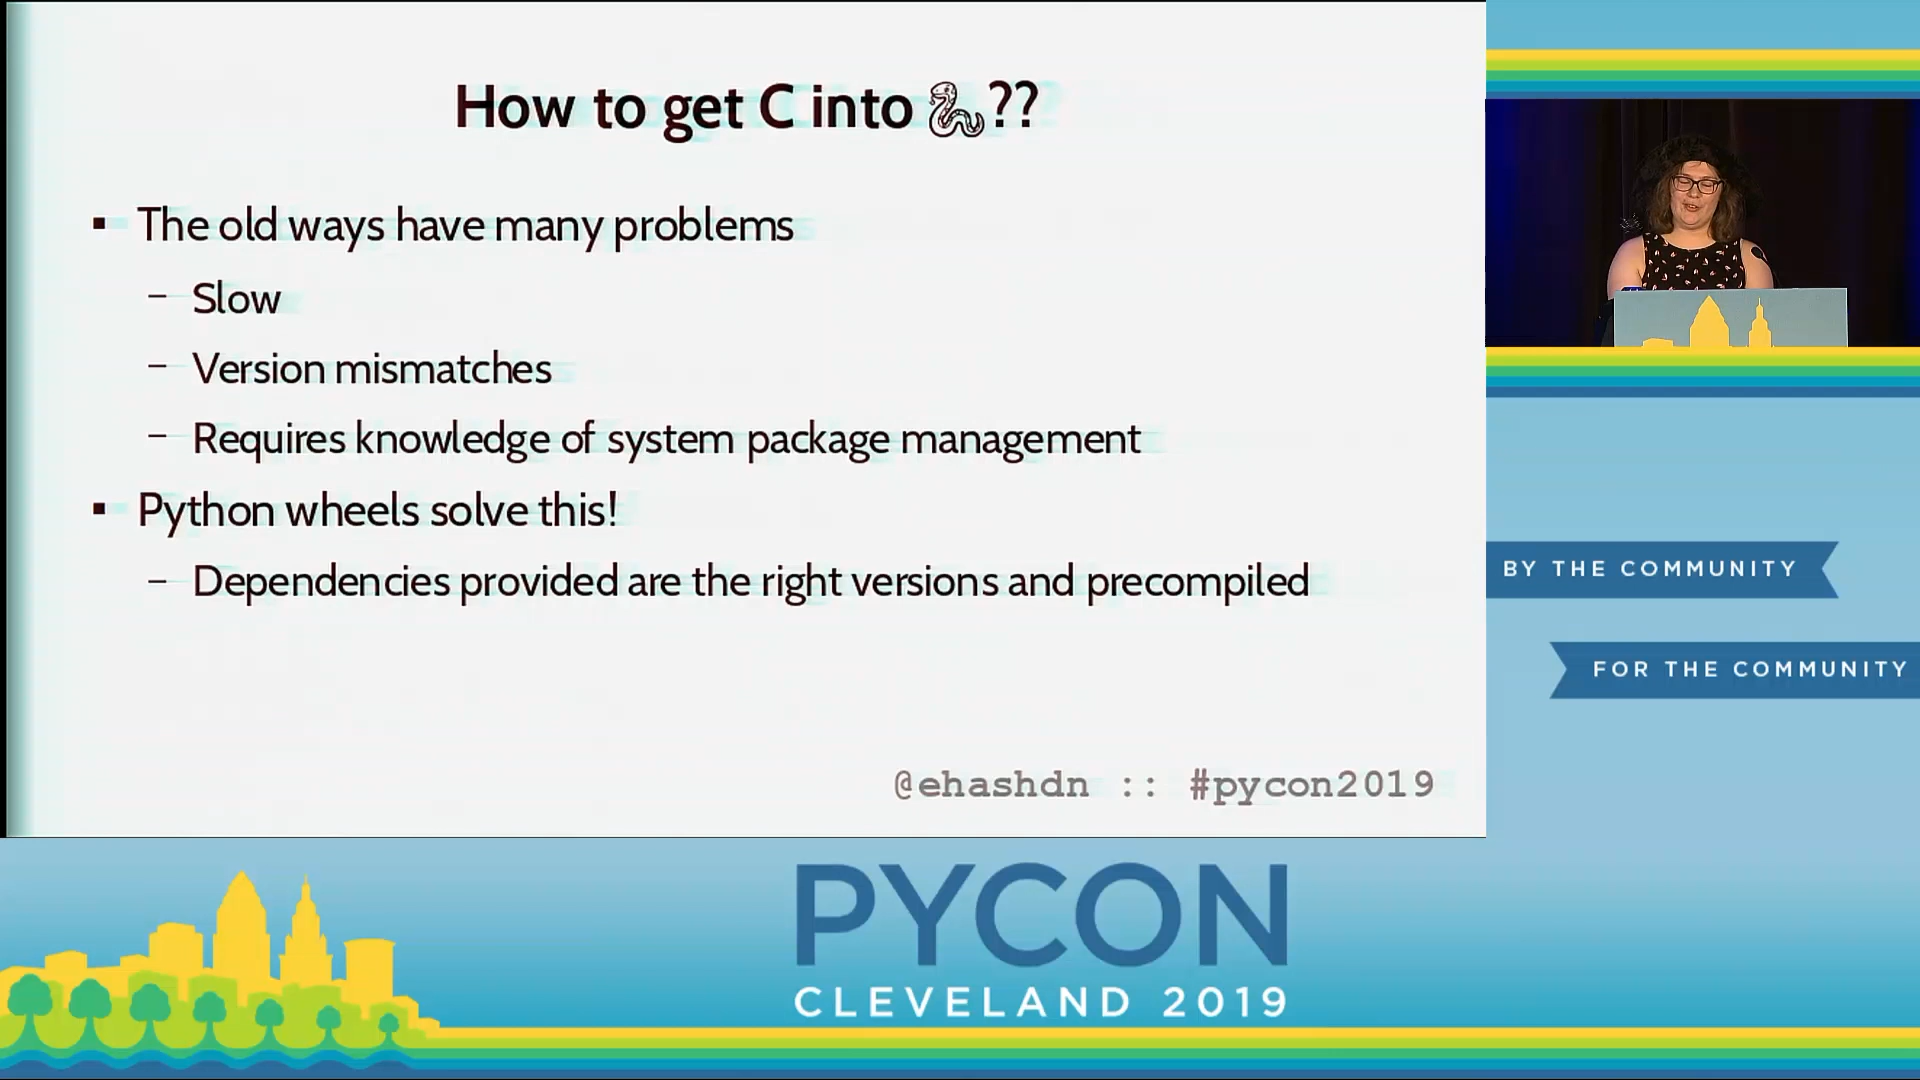 How to get C into 🐍??
▪ The old ways have many problems
– Slow
– Version mismatches
– Requires knowledge of system package management
▪ Python wheels solve this!
– Dependencies provided are the right versions and precompiled
@ehashdn :: #pycon2019
BY THE COMMUNITY
FOR THE COMMUNITY
PYCON
CLEVELAND 2019